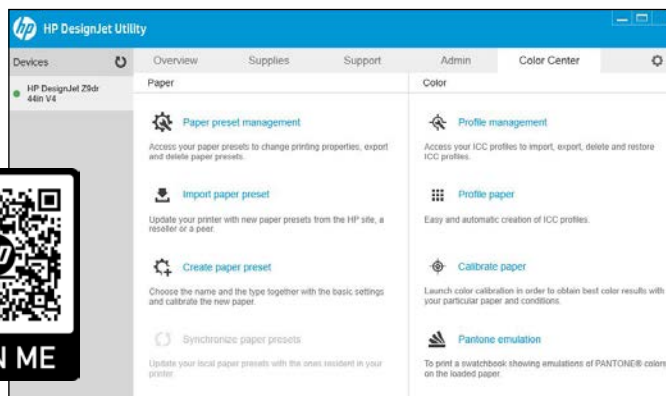 hp HP DesignJet Utility
Devices
Overview Supplies Support Admin Color Center
HP DesignJet Z9dr
44in V4
Paper
Color
Paper preset management
Access your paper presets to change printing properties, export
and delete paper presets.
Import paper preset
Update your printer with new paper presets from the HP site, a
reseller or a peer.
Create paper preset
Choose the name and the type together with the basic settings
and calibrate the new paper.
Synchronize paper presets
Update your local paper presets with the ones resident in your
printer.
Profile management
Access your ICC profiles to import, export, delete and restore
ICC profiles.
Profile paper
Easy and automatic creation of ICC profiles.
Calibrate paper
Launch color calibration in order to obtain best color results with
your particular paper and conditions.
Pantone emulation
To print a swatchbook showing emulations of PANTONE® colors
on the loaded paper.
N ME